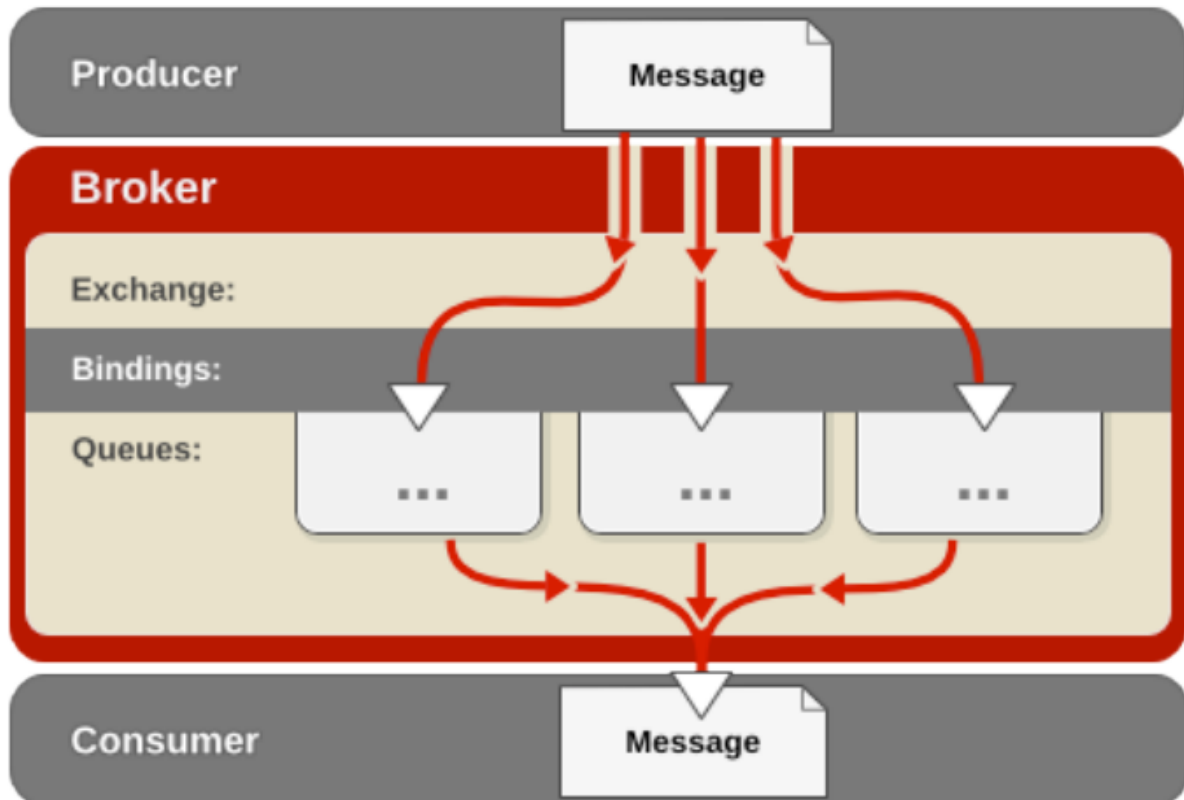 Producer
Message
Broker
Exchange:
Bindings:
Queues:
... ... ...
Consumer
Message